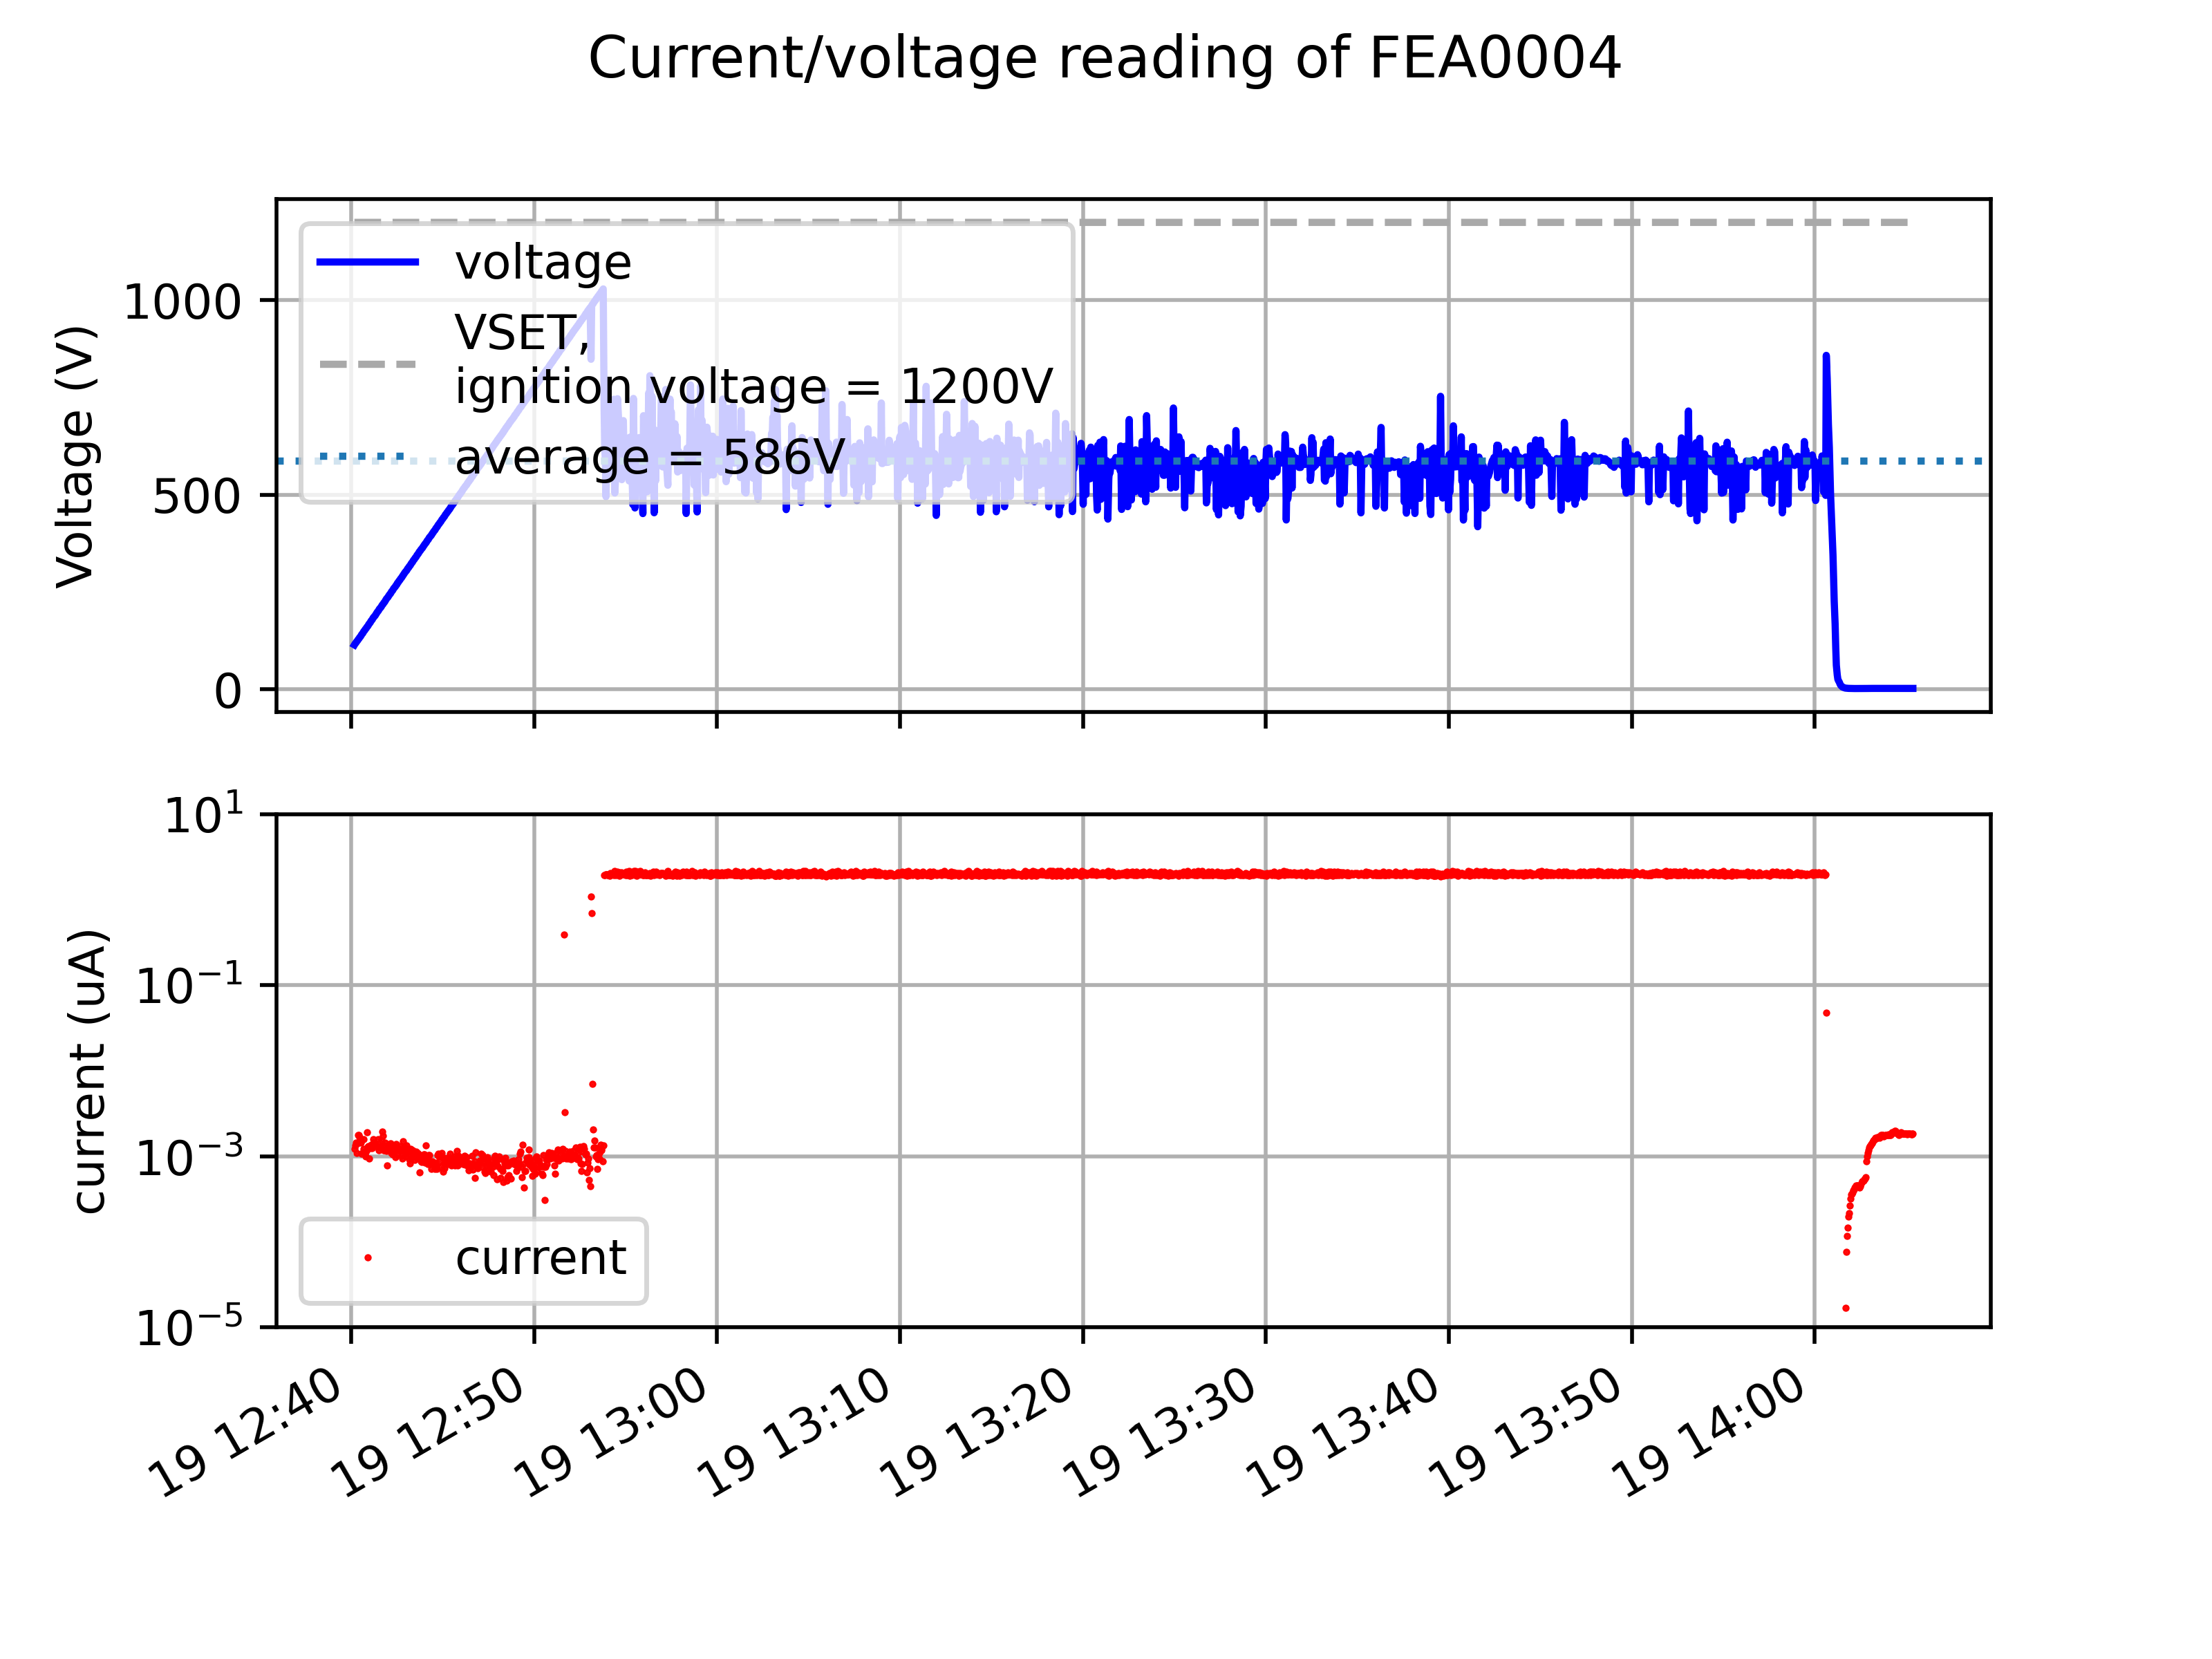 Current/voltage reading of FEA0004
Voltage (V)
1000
500
0
voltage
VSET,
ignition voltage = 1200V
average = 586V
current (uA)
10¹
10⁻¹
10⁻³
10⁻⁵
current
19 12:40
19 12:50
19 13:00
19 13:10
19 13:20
19 13:30
19 13:40
19 13:50
19 14:00